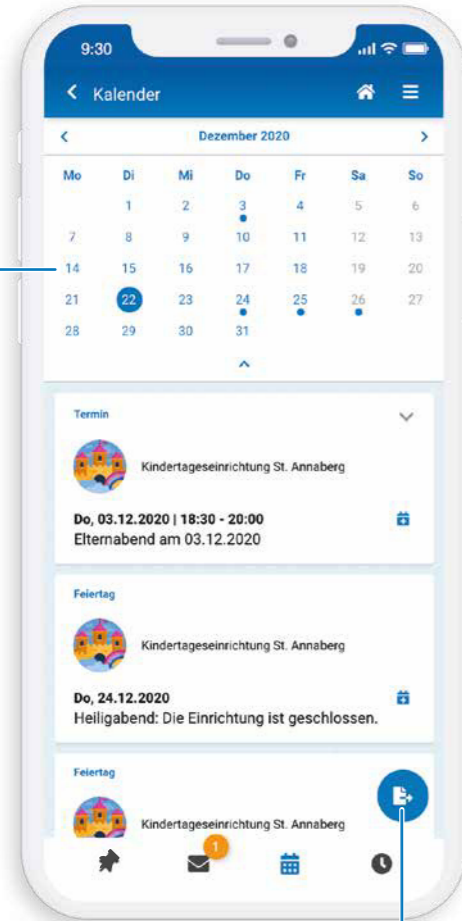 9:30
Kalender
Dezember 2020
Mo Di Mi Do Fr Sa So
1 2 3 4 5 6
7 8 9 10 11 12 13
14 15 16 17 18 19 20
21 22 23 24 25 26 27
28 29 30 31
Termin
Kindertageseinrichtung St. Annaberg
Do, 03.12.2020 | 18:30 - 20:00
Elternabend am 03.12.2020
Feiertag
Kindertageseinrichtung St. Annaberg
Do, 24.12.2020
Heiligabend: Die Einrichtung ist geschlossen.
Feiertag
Kindertageseinrichtung St. Annaberg
1